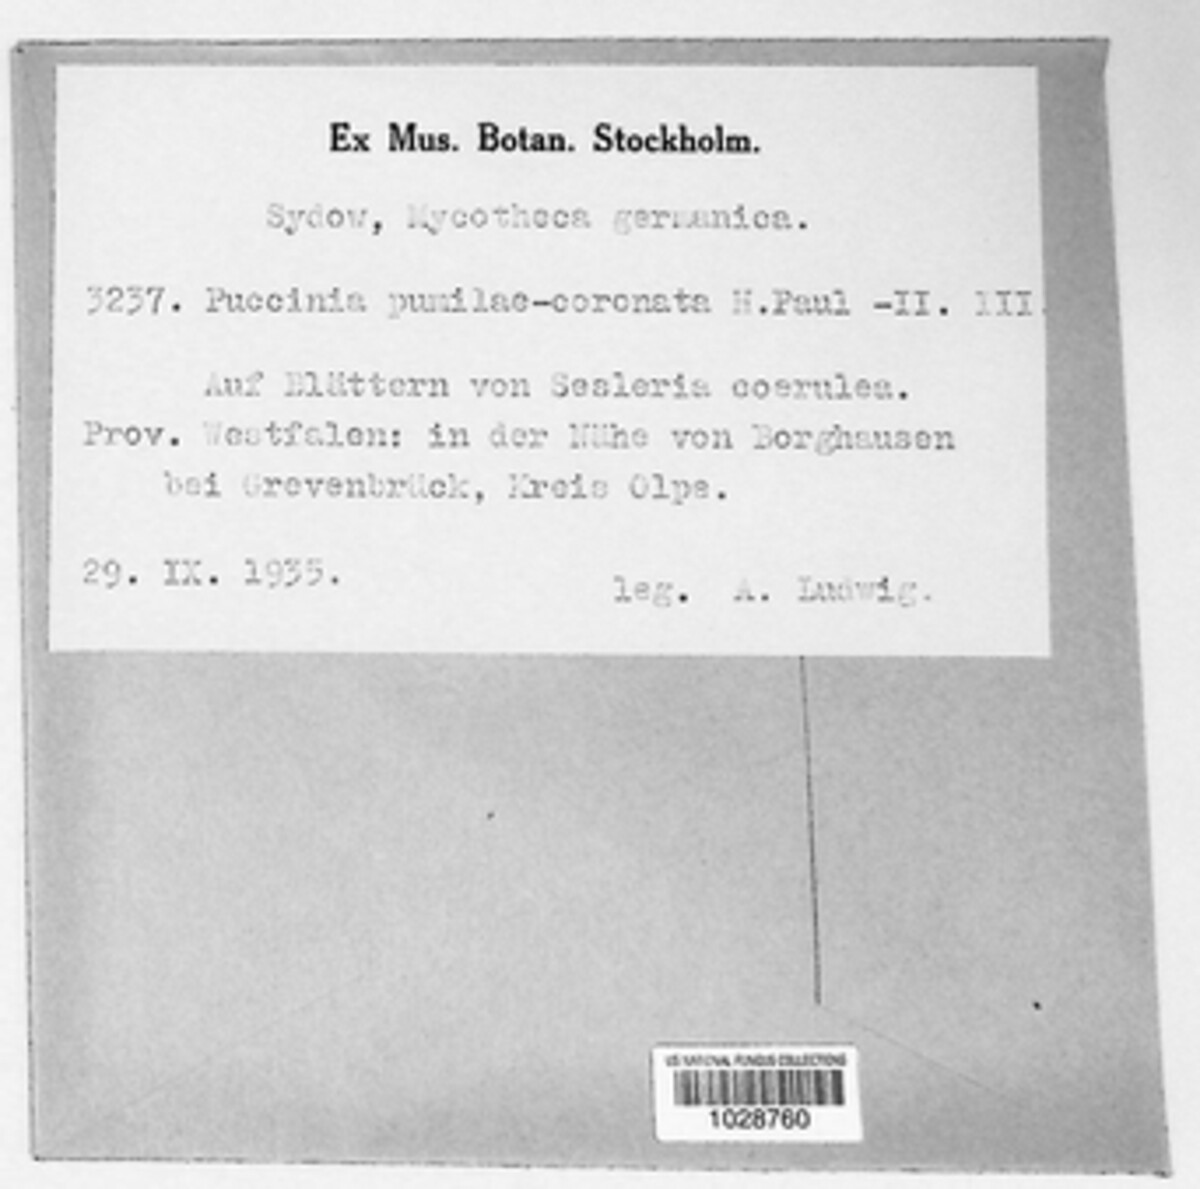 Ex Mus. Botan. Stockholm.
Sydow, Mycotheca germanica.
3237. Puccinia pumilae-coronata H.Paul -II. III.
Auf Blättern von Sesleria coerulea.
Prov. Westfalen: in der Nähe von Borghausen
bei Grevenbrück, Kreis Olpe.
29. IX. 1935.
leg. A. Ludwig.
US NATIONAL FUNGUS COLLECTIONS
1028760